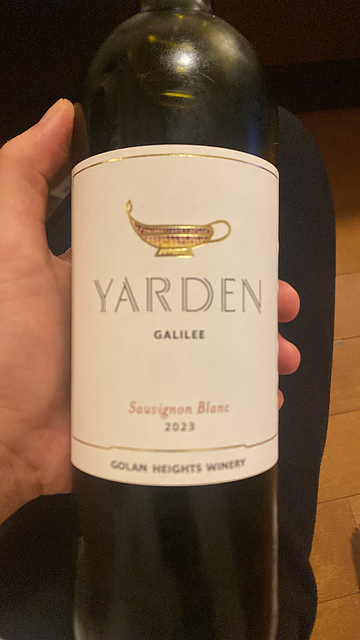 YARDEN
GALILEE
Sauvignon Blanc
2023
GOLAN HEIGHTS WINERY